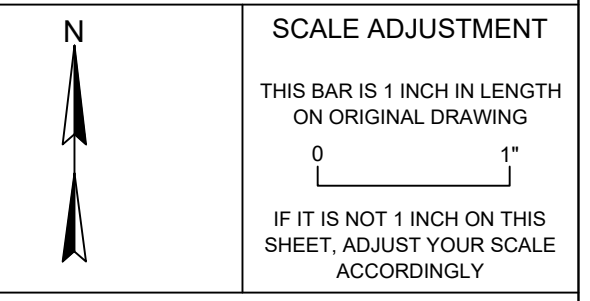 N
SCALE ADJUSTMENT
THIS BAR IS 1 INCH IN LENGTH
ON ORIGINAL DRAWING
0 1"
IF IT IS NOT 1 INCH ON THIS
SHEET, ADJUST YOUR SCALE
ACCORDINGLY